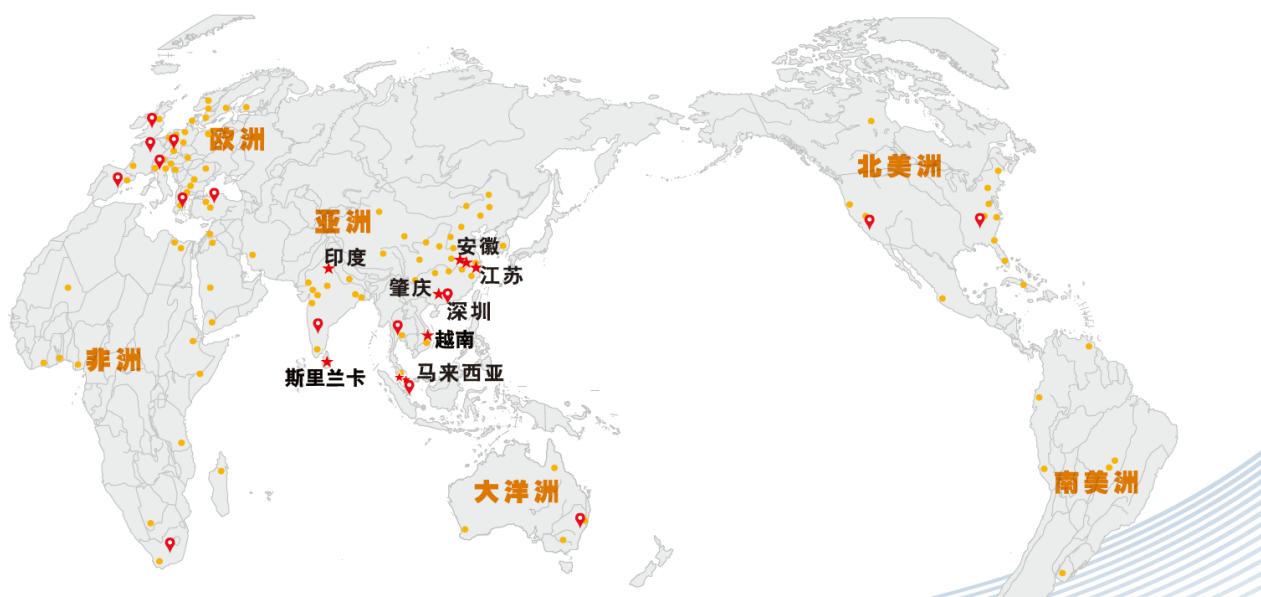 欧洲
北美洲
亚洲
安徽
印度
江苏
肇庆
深圳
越南
非洲
马来西亚
斯里兰卡
大洋洲
南美洲